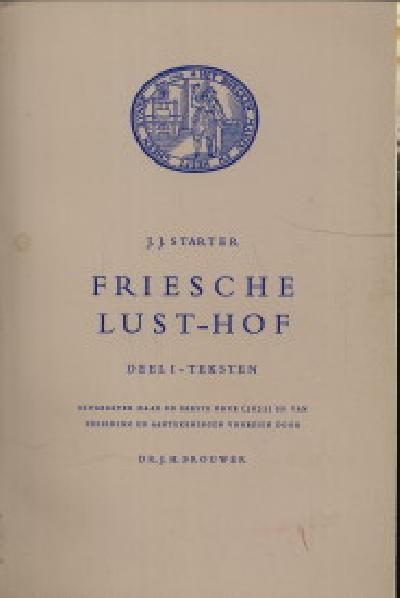 J. J. STARTER
FRIESCHE
LUST-HOF
DEEL I - TEKSTEN
UITGEGEVEN NAAR DE EERSTE DRUK (1621) EN VAN
INLEIDING EN AANTEKENINGEN VOORZIEN DOOR
DR. J. H. BROUWER